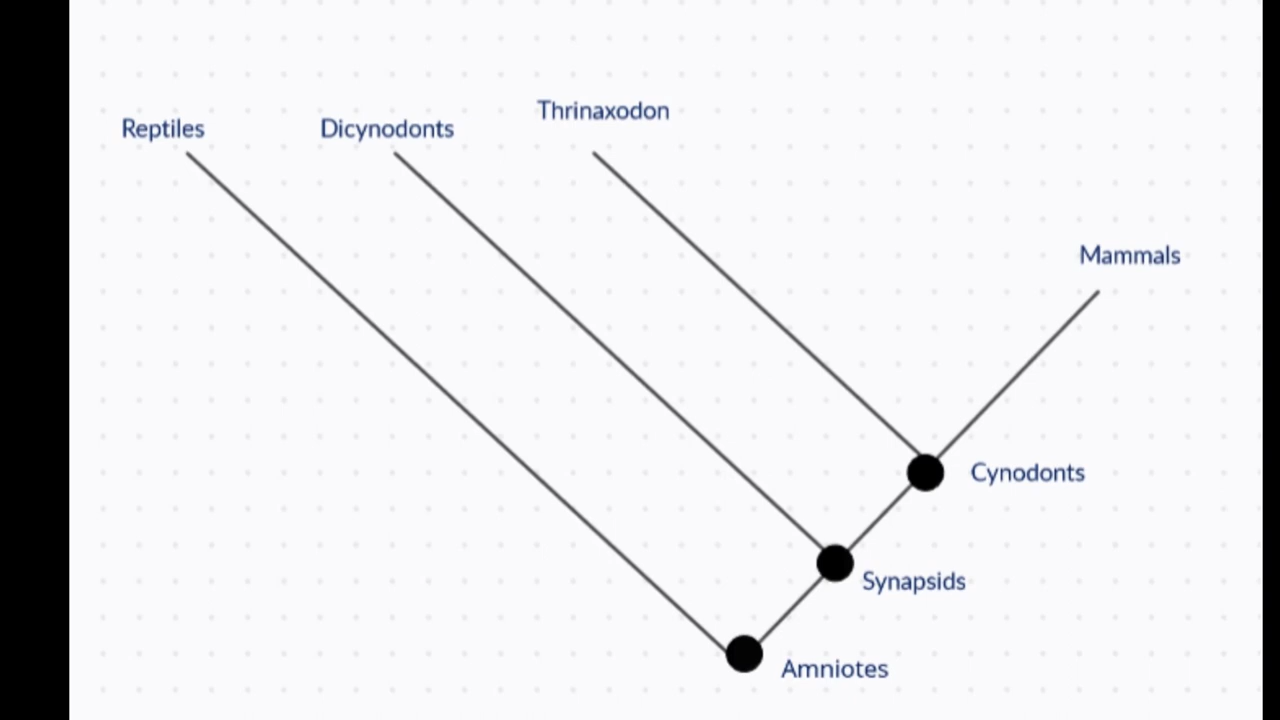 Thrinaxodon
Reptiles
Dicynodonts
Mammals
Cynodonts
Synapsids
Amniotes